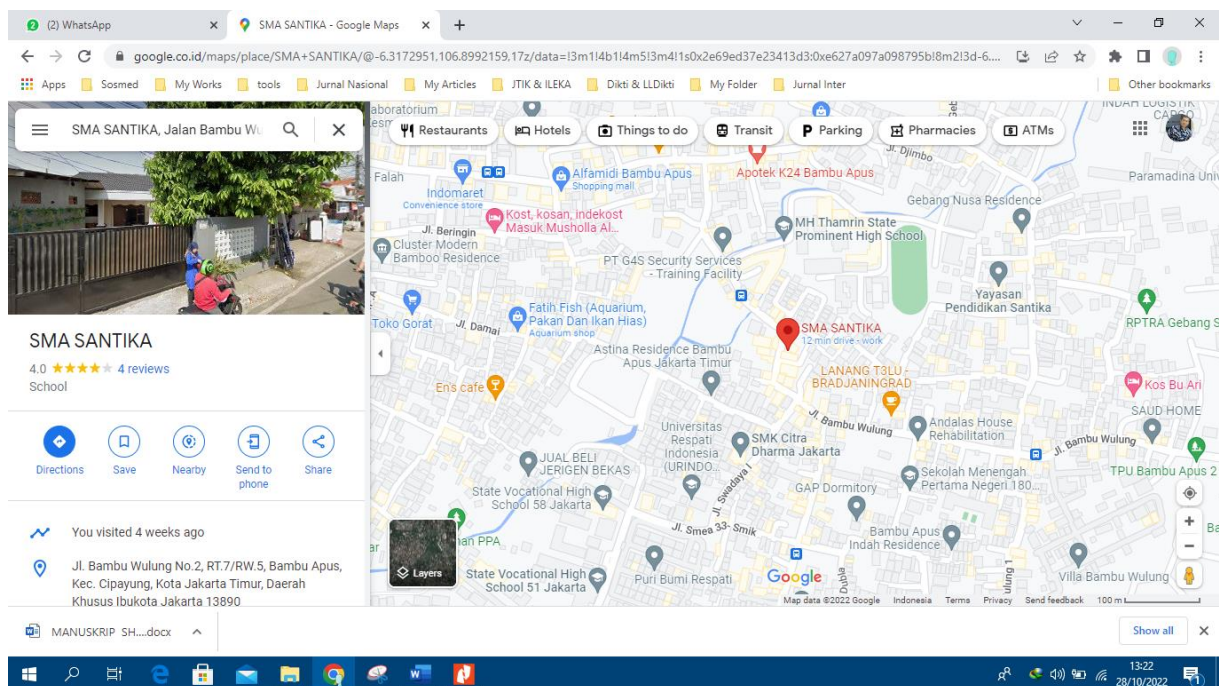 (2) WhatsApp
SMA SANTIKA - Google Maps
google.co.id/maps/place/SMA+SANTIKA/@-6.3172951,106.8992159,17z/data=!3m1!4b1!4m5!3m4!1s0x2e69ed37e23413d3:0xe627a097a098795b!8m2!3d-6....
Apps
Sosmed
My Works
tools
Jurnal Nasional
My Articles
JTIK & ILEKA
Dikti & LLDikti
My Folder
Jurnal Inter
Other bookmarks
SMA SANTIKA, Jalan Bambu Wu
Restaurants
Hotels
Things to do
Transit
Parking
Pharmacies
ATMs
SMA SANTIKA
4.0
4 reviews
School
Directions
Save
Nearby
Send to
phone
Share
You visited 4 weeks ago
Jl. Bambu Wulung No.2, RT.7/RW.5, Bambu Apus,
Kec. Cipayung, Kota Jakarta Timur, Daerah
Khusus Ibukota Jakarta 13890
aboratorium
INDAH LOGISTIK
CARGO
Jl. Djimbo
Falah
Indomaret
Convenience store
Alfamidi Bambu Apus
Shopping mall
Apotek K24 Bambu Apus
Paramadina Univ
Gebang Nusa Residence
Kost, kosan, indekost
Masuk Musholla Al...
Jl. Beringin
Cluster Modern
Bamboo Residence
MH Thamrin State
Prominent High School
PT G4S Security Services
- Training Facility
Yayasan
Pendidikan Santika
Toko Gorat
Jl. Damai
Fatih Fish (Aquarium,
Pakan Dan Ikan Hias)
Aquarium shop
SMA SANTIKA
12 min drive - work
RPTRA Gebang S
Astina Residence Bambu
Apus Jakarta Timur
LANANG T3LU -
BRADJANINGRAD
En's cafe
Kos Bu Ari
SAUD HOME
Jl. Bambu Wulung
Andalas House
Rehabilitation
Jl. Bambu Wulung
Universitas
Respati
Indonesia
(URINDO...
SMK Citra
Dharma Jakarta
JUAL BELI
JERIGEN BEKAS
Jl. Swadaya I
GAP Dormitory
Sekolah Menengah
Pertama Negeri 180...
TPU Bambu Apus 2
State Vocational High
School 58 Jakarta
Jl. Smea 33- Smik
Bambu Apus
Indah Residence
an PPA
Layers
State Vocational High
School 51 Jakarta
Puri Bumi Respati
Google
Villa Bambu Wulung
Map data ©2022 Google
Indonesia
Terms
Privacy
Send feedback
100 m
MANUSKRIP SH....docx
Show all
13:22
28/10/2022